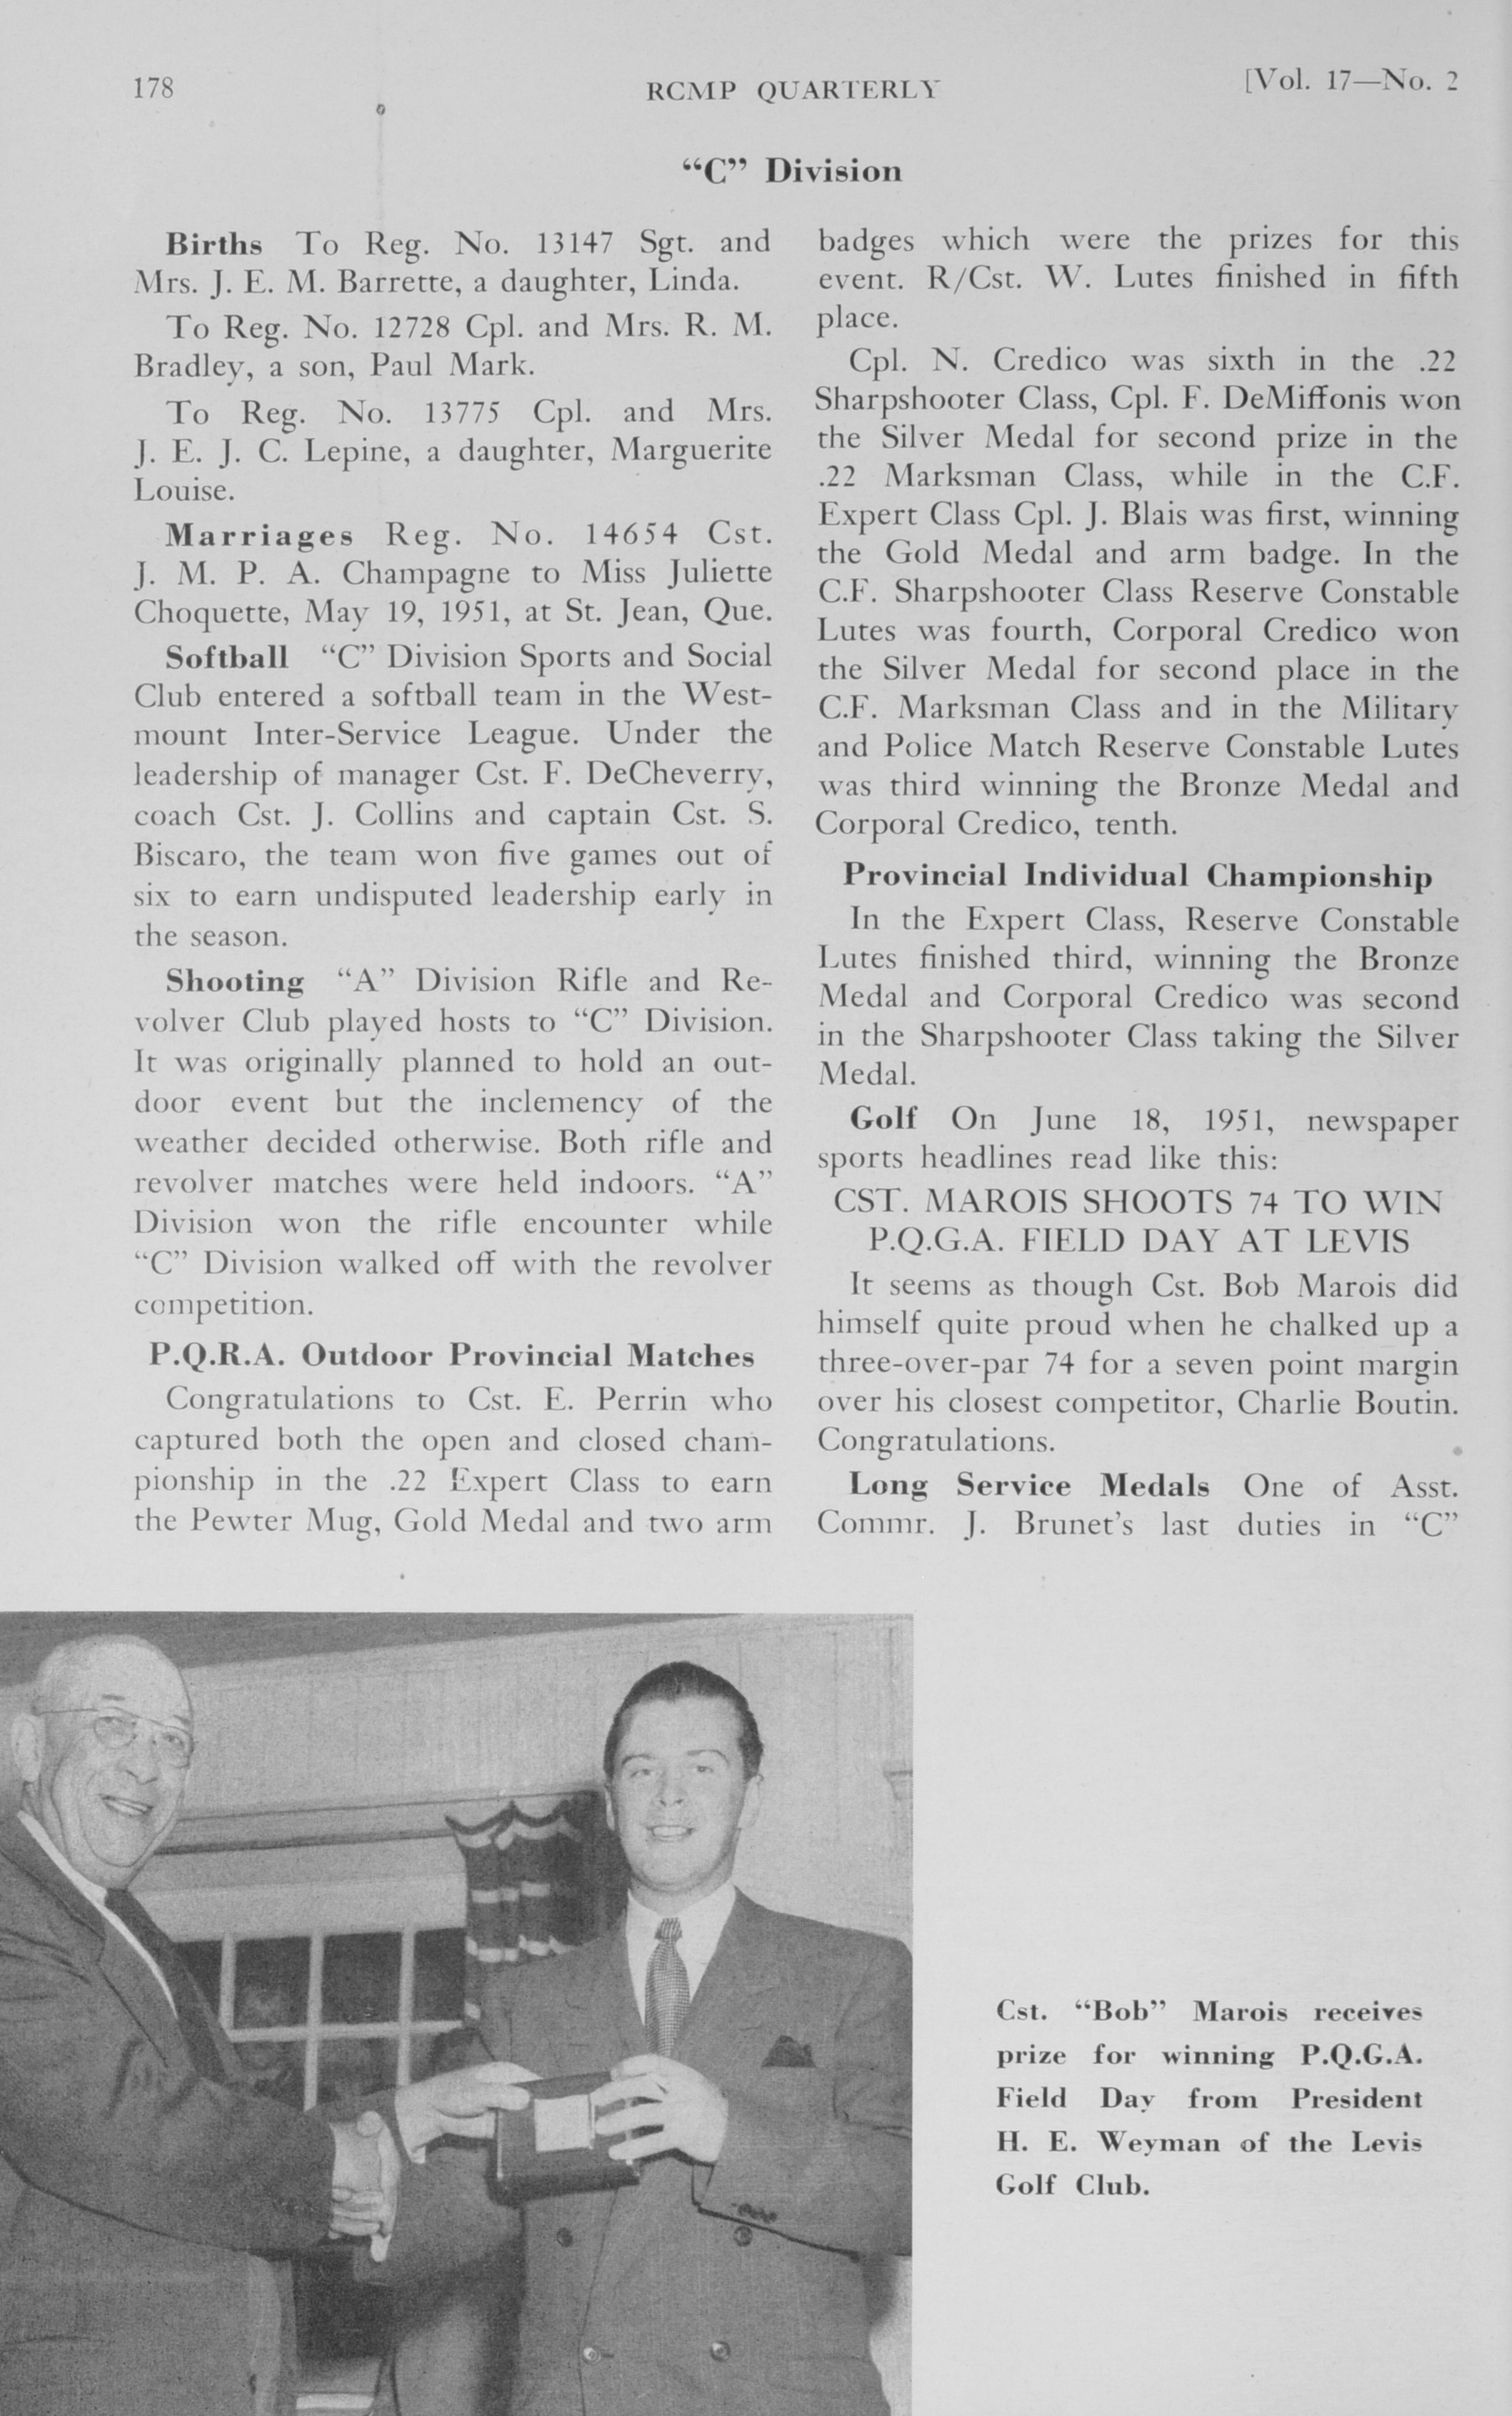 178
RCMP QUARTERLY
[Vol. 17—No. 2
“C” Division
Births To Reg. No. 13147 Sgt. and
Mrs. J. E. M. Barrette, a daughter, Linda.
To Reg. No. 12728 Cpl. and Mrs. R. M.
Bradley, a son, Paul Mark.
To Reg. No. 13775 Cpl. and Mrs.
J. E. J. C. Lepine, a daughter, Marguerite
Louise.
Marriages Reg. No. 14654 Cst.
J. M. P. A. Champagne to Miss Juliette
Choquette, May 19, 1951, at St. Jean, Que.
Softball “C” Division Sports and Social
Club entered a softball team in the West-
mount Inter-Service League. Under the
leadership of manager Cst. F. DeCheverry,
coach Cst. J. Collins and captain Cst. S.
Biscaro, the team won five games out of
six to earn undisputed leadership early in
the season.
Shooting “A” Division Rifle and Re-
volver Club played hosts to “C” Division.
It was originally planned to hold an out-
door event but the inclemency of the
weather decided otherwise. Both rifle and
revolver matches were held indoors. “A”
Division won the rifle encounter while
“C” Division walked off with the revolver
competition.
P.Q.R.A. Outdoor Provincial Matches
Congratulations to Cst. E. Perrin who
captured both the open and closed cham-
pionship in the .22 Expert Class to earn
the Pewter Mug, Gold Medal and two arm
badges which were the prizes for this
event. R/Cst. W. Lutes finished in fifth
place.
Cpl. N. Credico was sixth in the .22
Sharpshooter Class, Cpl. F. DeMiffonis won
the Silver Medal for second prize in the
.22 Marksman Class, while in the C.F.
Expert Class Cpl. J. Blais was first, winning
the Gold Medal and arm badge. In the
C.F. Sharpshooter Class Reserve Constable
Lutes was fourth, Corporal Credico won
the Silver Medal for second place in the
C.F. Marksman Class and in the Military
and Police Match Reserve Constable Lutes
was third winning the Bronze Medal and
Corporal Credico, tenth.
Provincial Individual Championship
In the Expert Class, Reserve Constable
Lutes finished third, winning the Bronze
Medal and Corporal Credico was second
in the Sharpshooter Class taking the Silver
Medal.
Golf On June 18, 1951, newspaper
sports headlines read like this:
CST. MAROIS SHOOTS 74 TO WIN
P.Q.G.A. FIELD DAY AT LEVIS
It seems as though Cst. Bob Marois did
himself quite proud when he chalked up a
three-over-par 74 for a seven point margin
over his closest competitor, Charlie Boutin.
Congratulations.
Long Service Medals One of Asst.
Commr. J. Brunet's last duties in “C”
Cst. “Bob” Marois receives
prize for winning P.Q.G.A.
Field Day from President
H. E. Weyman of the Levis
Golf Club.